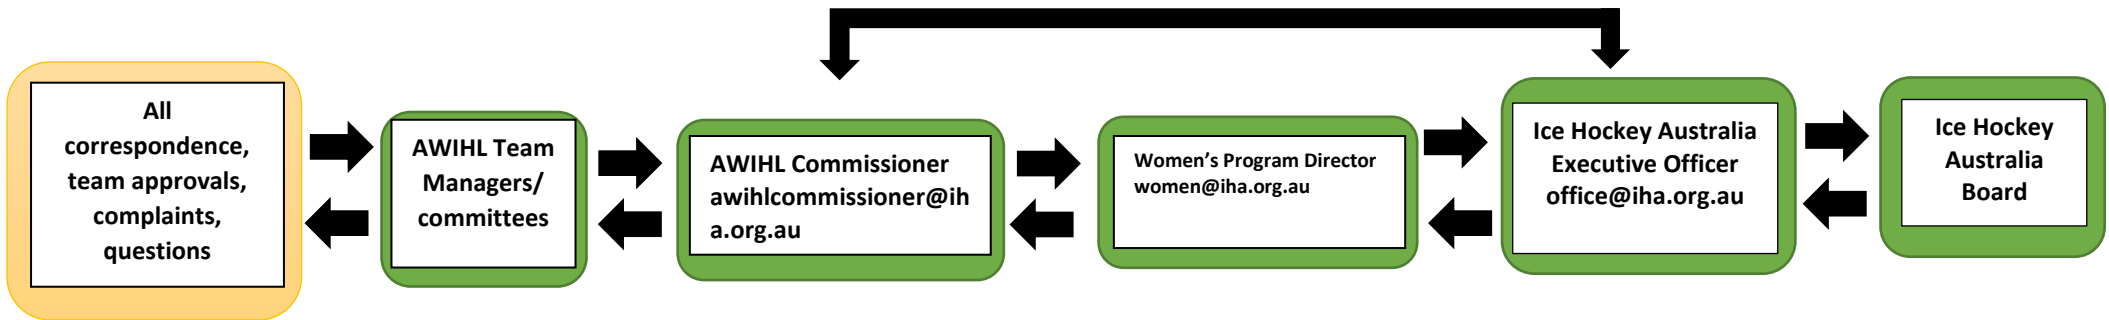 All
correspondence,
team approvals,
complaints,
questions
AWIHL Team
Managers/
committees
AWIHL Commissioner
awihlcommissioner@ih
a.org.au
Women's Program Director
women@iha.org.au
Ice Hockey Australia
Executive Officer
office@iha.org.au
Ice Hockey
Australia
Board